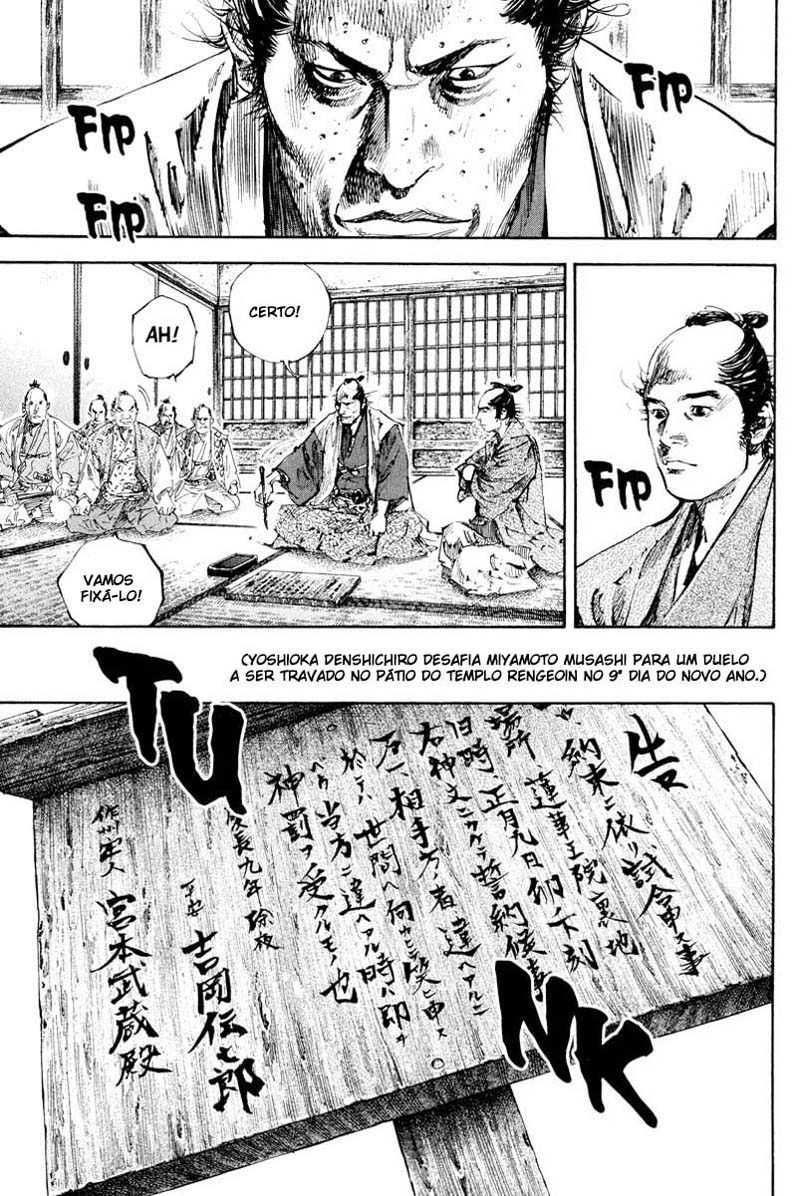 FRP
FRP
FRP
FRP
CERTO!
AH!
VAMOS
FIXÁ-LO!
(YOSHIOKA DENSHICHIRO DESAFIA MIYAMOTO MUSASHI PARA UM DUELO
A SER TRAVADO NO PÁTIO DO TEMPLO RENGEOIN NO 9º DIA DO NOVO ANO.)
TU
NK
告
約束ニ依リ試合申ス事
場所、蓮華王院裏地
日時、正月九日卯下刻
右神文ニカケテ誓約候事
万一、相手方ノ者違ヘアルニ
於テハ世間ヘ向カヒテ笑ヒ申ス
ベク当方ニ違ヘアル時ハ即チ
神罰ヲ受クルモノ也
長九年 除夜
平安 吉岡伝七郎
作州牢人 宮本武蔵殿